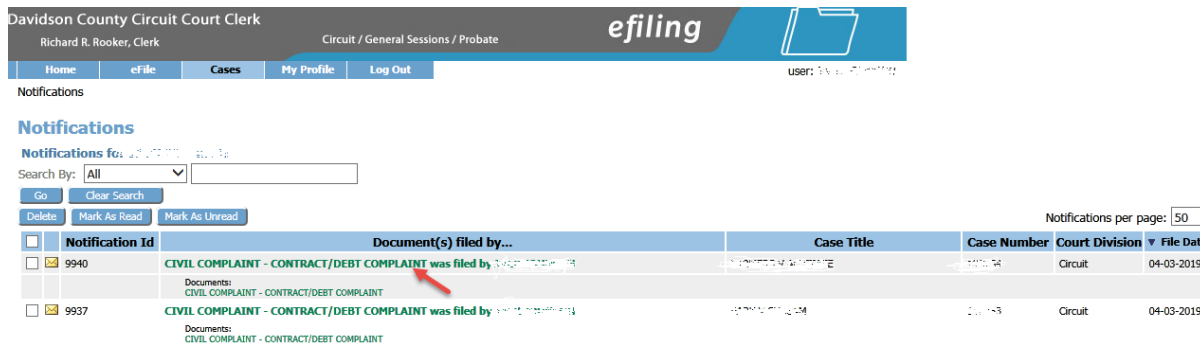 Davidson County Circuit Court Clerk
Richard R. Rooker, Clerk
Circuit / General Sessions / Probate
efiling
Home eFile Cases My Profile Log Out
user:
Notifications
Notifications
Notifications for
Search By: All
Go Clear Search
Delete Mark As Read Mark As Unread
Notifications per page: 50
Notification Id Document(s) filed by... Case Title Case Number Court Division ▼ File Dat
9940 CIVIL COMPLAINT - CONTRACT/DEBT COMPLAINT was filed by Circuit 04-03-2019
Documents:
CIVIL COMPLAINT - CONTRACT/DEBT COMPLAINT
9937 CIVIL COMPLAINT - CONTRACT/DEBT COMPLAINT was filed by Circuit 04-03-2019
Documents:
CIVIL COMPLAINT - CONTRACT/DEBT COMPLAINT